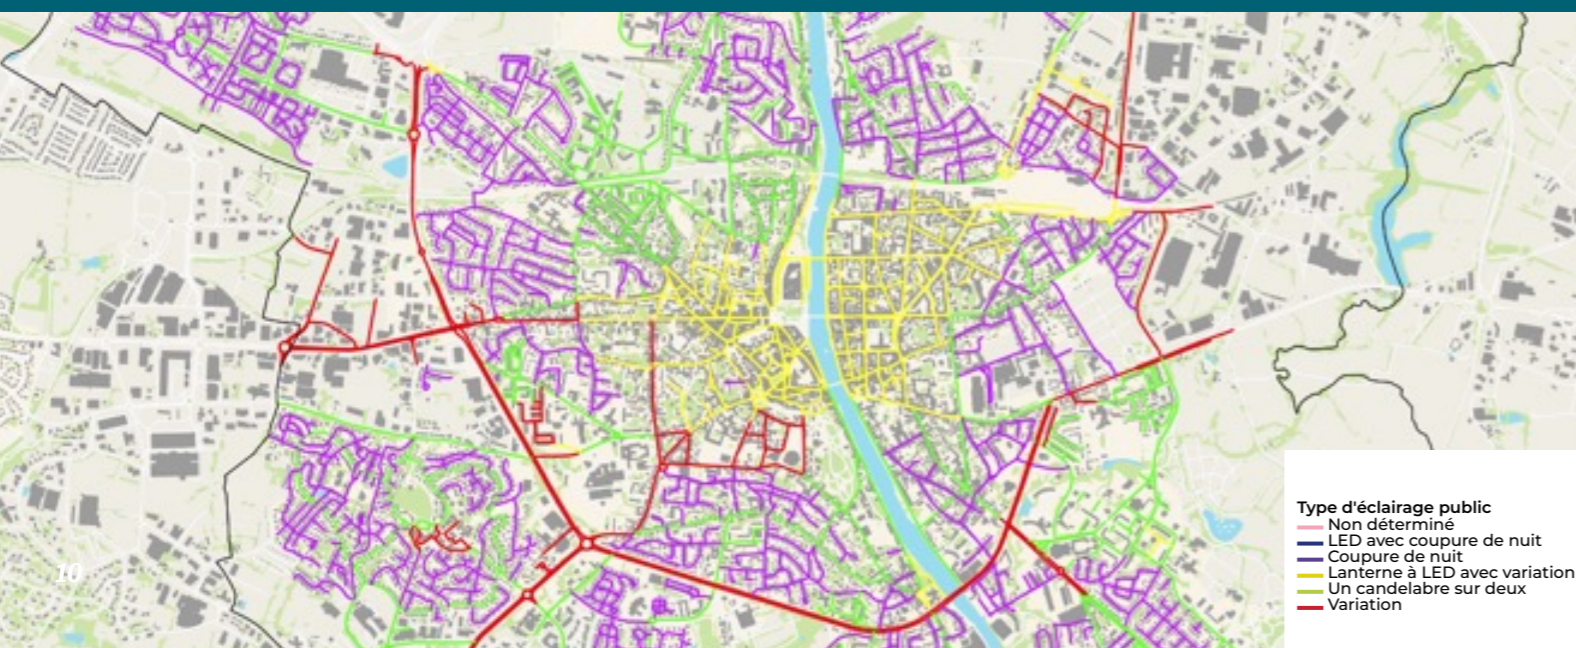 10
Type d'éclairage public
Non déterminé
LED avec coupure de nuit
Coupure de nuit
Lanterne à LED avec variation
Un candelabre sur deux
Variation